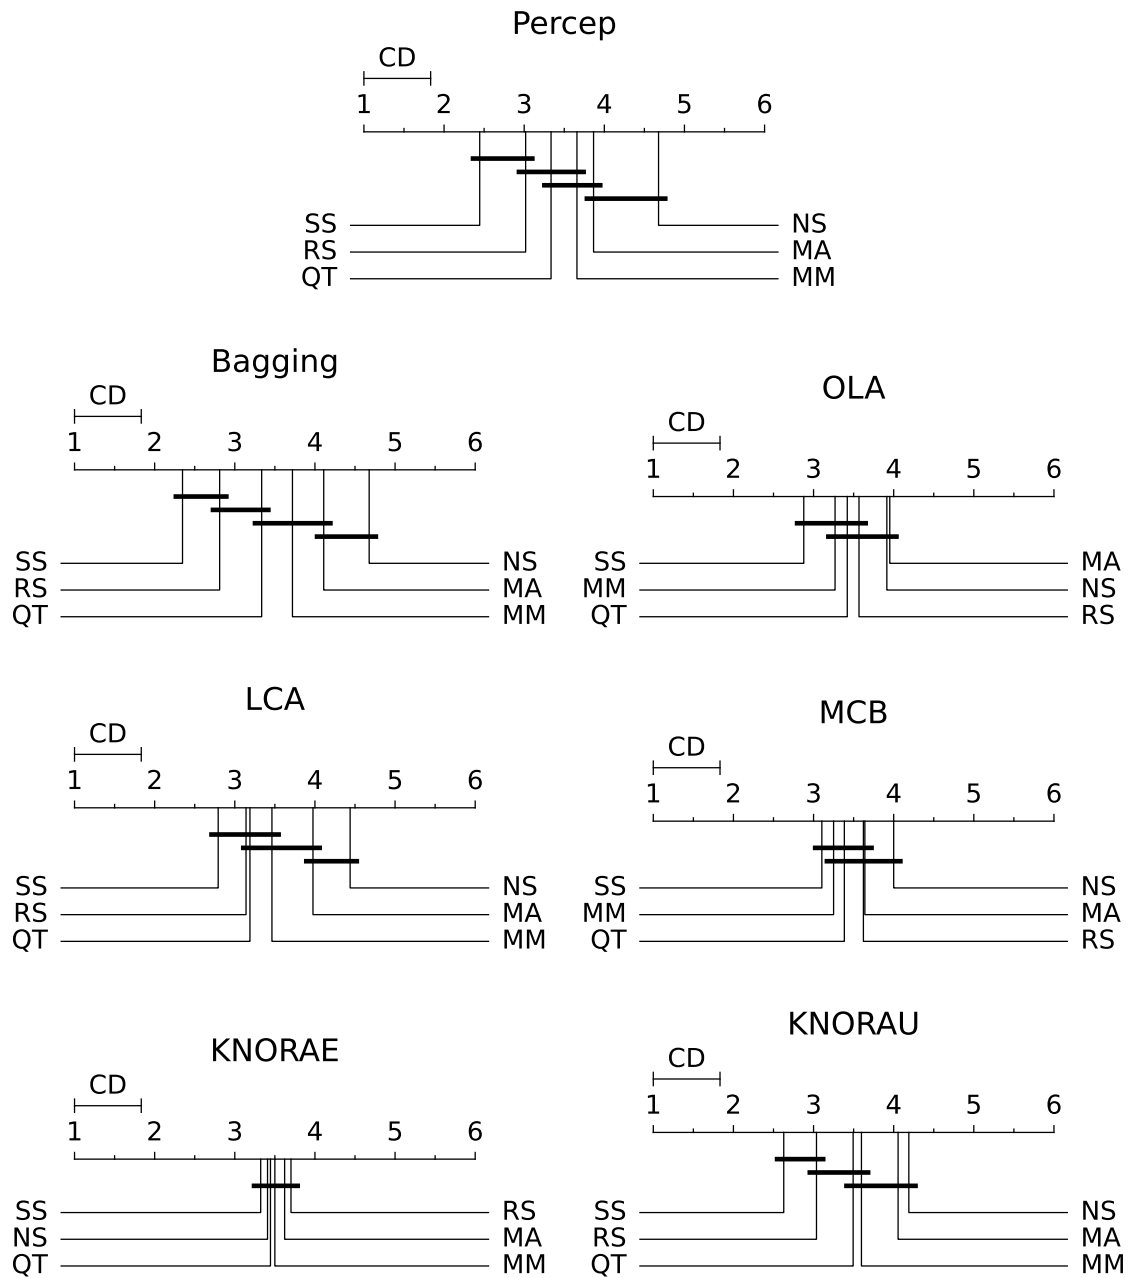 Percep
CD
1 2 3 4 5 6
SS NS
RS MA
QT MM
Bagging
CD
1 2 3 4 5 6
SS NS
RS MA
QT MM
OLA
CD
1 2 3 4 5 6
SS MA
MM NS
QT RS
LCA
CD
1 2 3 4 5 6
SS NS
RS MA
QT MM
MCB
CD
1 2 3 4 5 6
SS NS
MM MA
QT RS
KNORAE
CD
1 2 3 4 5 6
SS RS
NS MA
QT MM
KNORAU
CD
1 2 3 4 5 6
SS NS
RS MA
QT MM